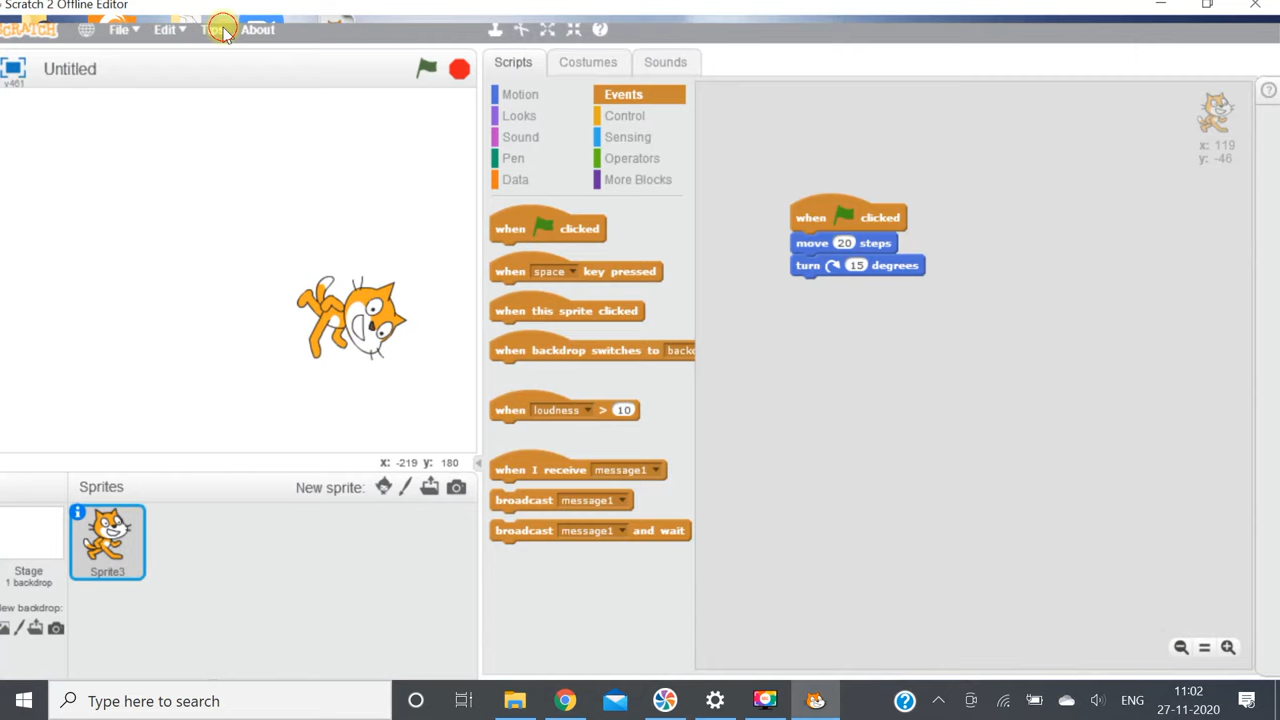 Scratch 2 Offline Editor
SCRATCH File Edit Tips About
v461
Untitled
Scripts Costumes Sounds
Motion Events
Looks Control
Sound Sensing
Pen Operators
Data More Blocks
when clicked
when space key pressed
when this sprite clicked
when backdrop switches to
when loudness > 10
when I receive message1
broadcast message1
broadcast message1 and wait
when clicked
move 20 steps
turn 15 degrees
x: 119
y: -46
x: -219 y: 180
Sprites New sprite:
Sprite3
Stage
1 backdrop
New backdrop:
Type here to search
ENG
11:02
27-11-2020